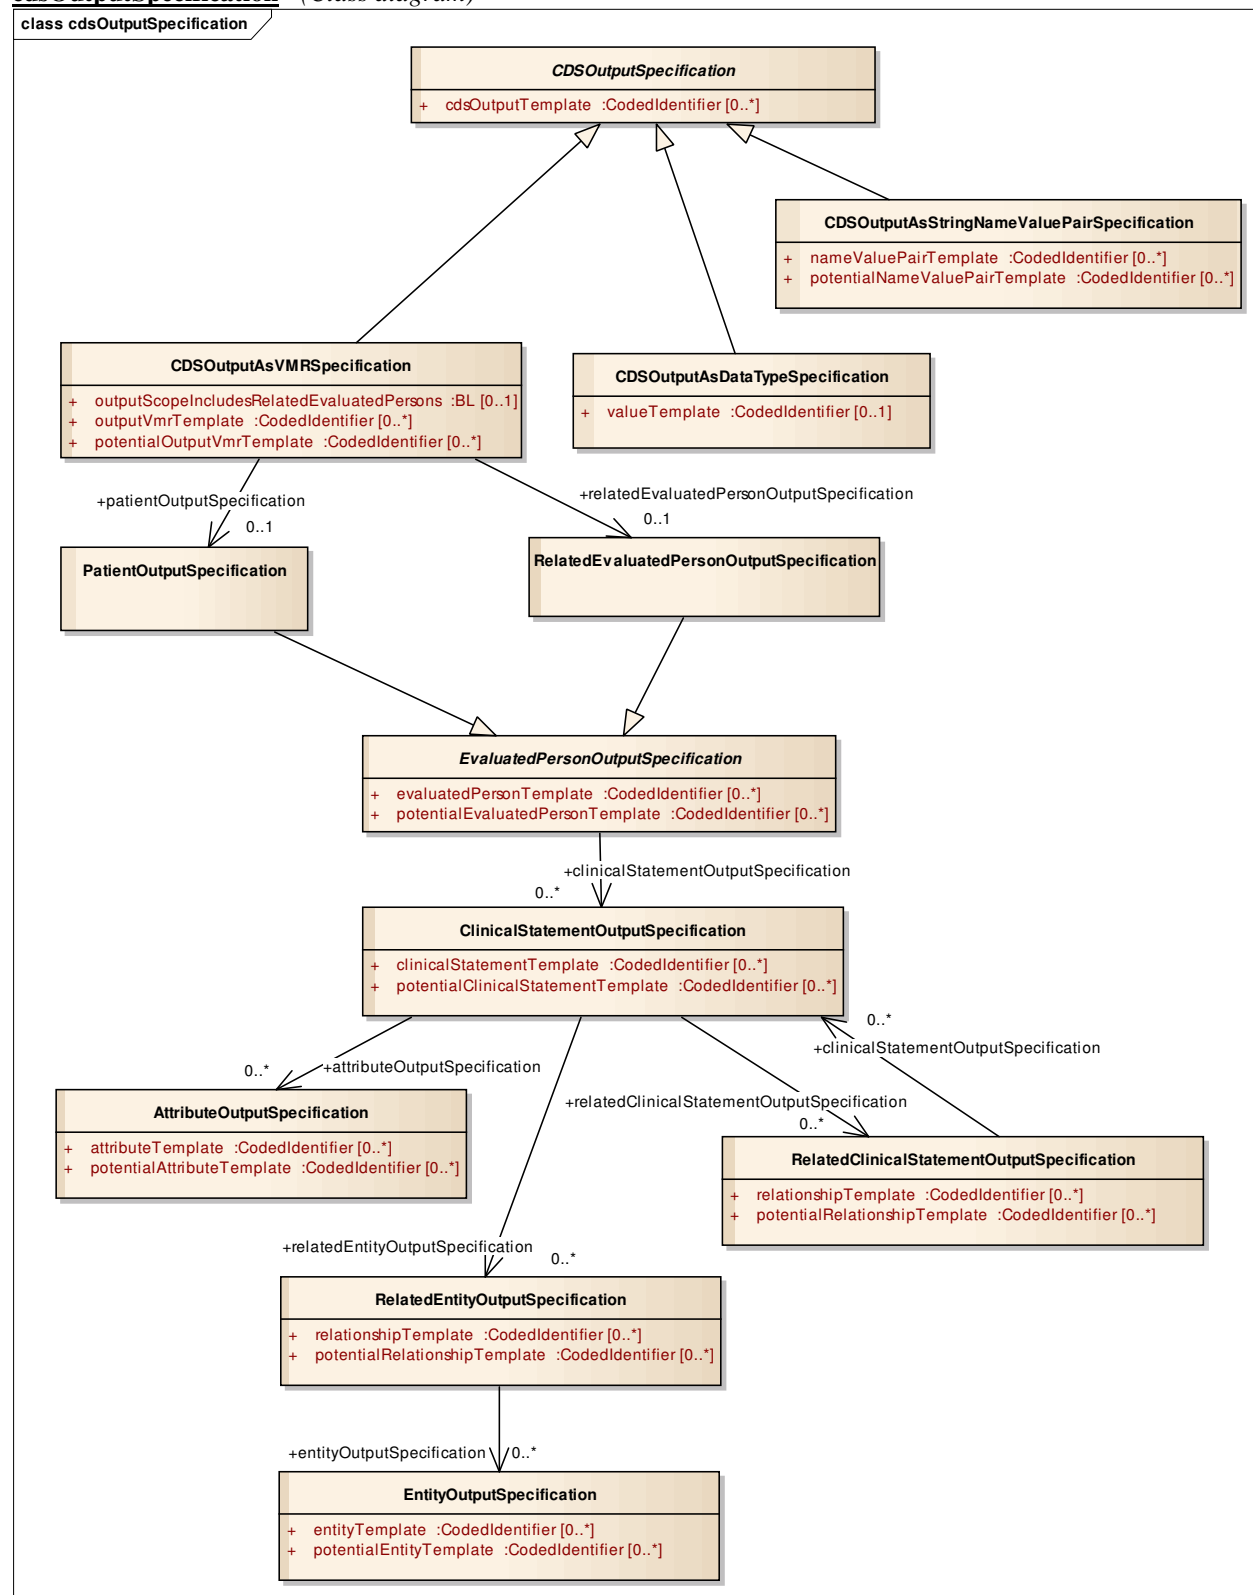 cdsOutputSpecification (Class diagram)
class cdsOutputSpecification
CDSOutputSpecification
+ cdsOutputTemplate :CodedIdentifier [0..*]
CDSOutputAsStringNameValuePairSpecification
+ nameValuePairTemplate :CodedIdentifier [0..*]
+ potentialNameValuePairTemplate :CodedIdentifier [0..*]
CDSOutputAsVMRSpecification
+ outputScopeIncludesRelatedEvaluatedPersons :BL [0..1]
+ outputVmrTemplate :CodedIdentifier [0..*]
+ potentialOutputVmrTemplate :CodedIdentifier [0..*]
CDSOutputAsDataTypeSpecification
+ valueTemplate :CodedIdentifier [0..1]
+patientOutputSpecification
0..1
+relatedEvaluatedPersonOutputSpecification
0..1
PatientOutputSpecification
RelatedEvaluatedPersonOutputSpecification
EvaluatedPersonOutputSpecification
+ evaluatedPersonTemplate :CodedIdentifier [0..*]
+ potentialEvaluatedPersonTemplate :CodedIdentifier [0..*]
+clinicalStatementOutputSpecification
0..*
ClinicalStatementOutputSpecification
+ clinicalStatementTemplate :CodedIdentifier [0..*]
+ potentialClinicalStatementTemplate :CodedIdentifier [0..*]
0..*
+clinicalStatementOutputSpecification
0..*
+attributeOutputSpecification
+relatedClinicalStatementOutputSpecification
0..*
AttributeOutputSpecification
+ attributeTemplate :CodedIdentifier [0..*]
+ potentialAttributeTemplate :CodedIdentifier [0..*]
RelatedClinicalStatementOutputSpecification
+ relationshipTemplate :CodedIdentifier [0..*]
+ potentialRelationshipTemplate :CodedIdentifier [0..*]
+relatedEntityOutputSpecification
0..*
RelatedEntityOutputSpecification
+ relationshipTemplate :CodedIdentifier [0..*]
+ potentialRelationshipTemplate :CodedIdentifier [0..*]
+entityOutputSpecification
0..*
EntityOutputSpecification
+ entityTemplate :CodedIdentifier [0..*]
+ potentialEntityTemplate :CodedIdentifier [0..*]